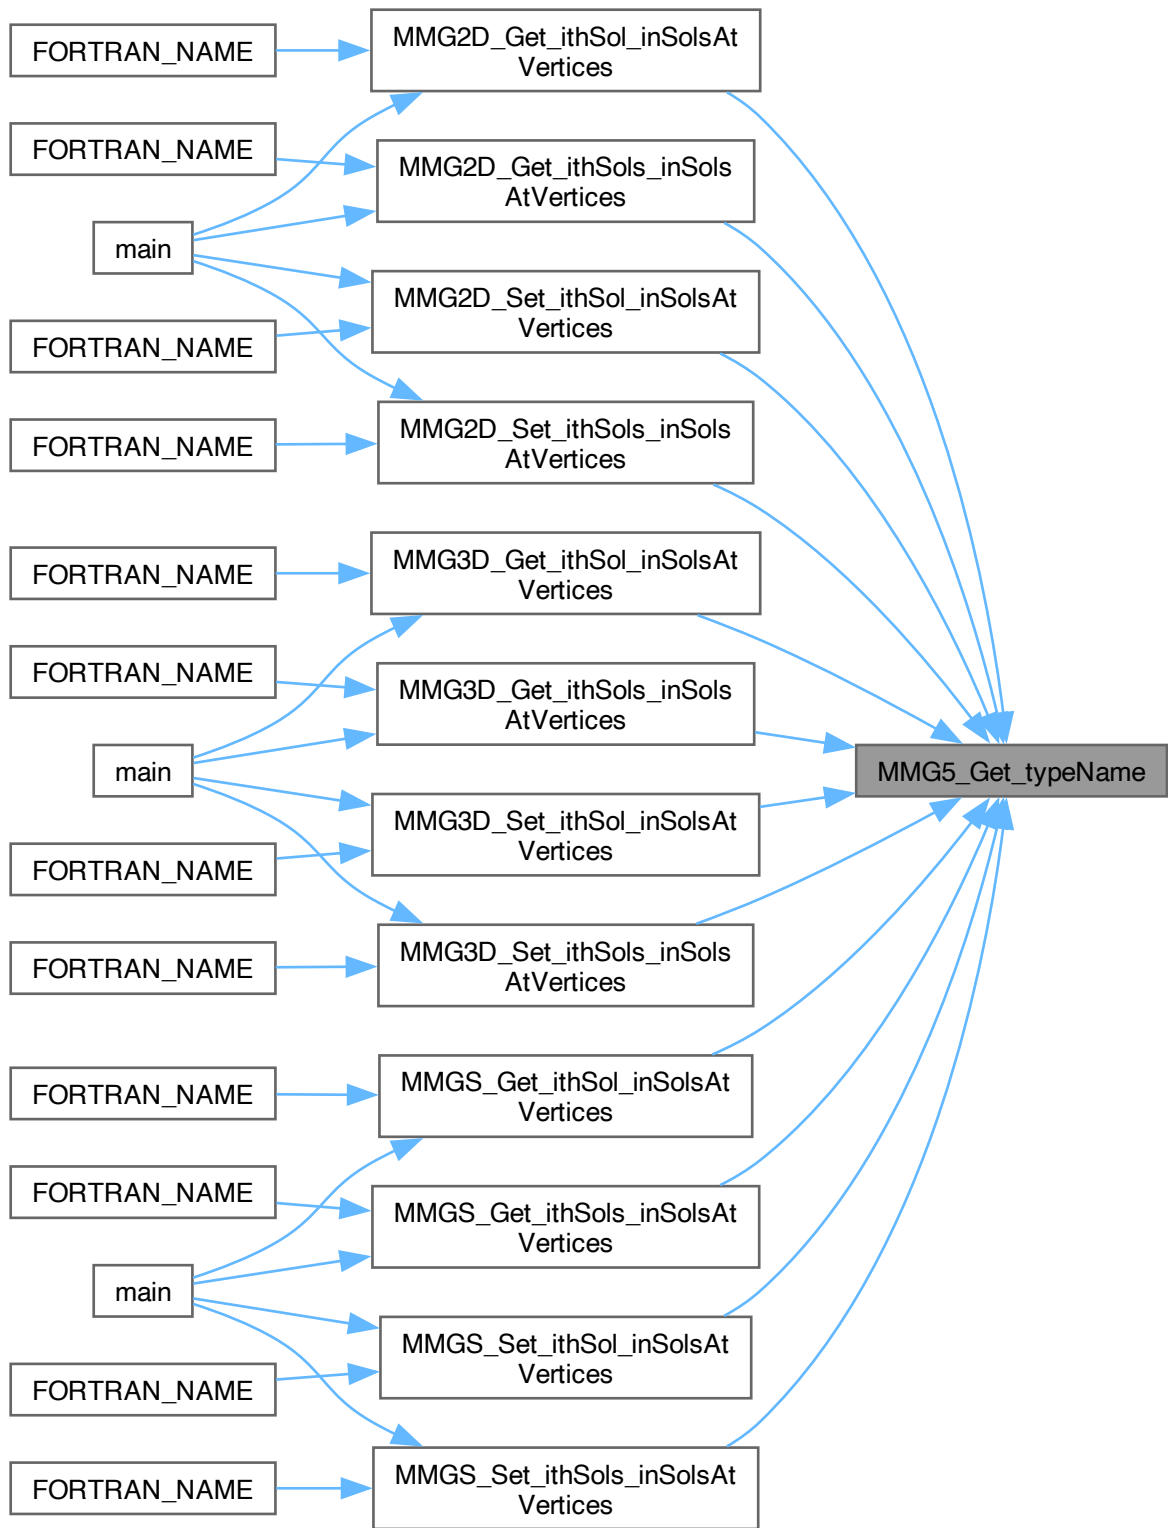 FORTRAN_NAME
MMG2D_Get_ithSol_inSolsAt
Vertices
FORTRAN_NAME
MMG2D_Get_ithSols_inSols
AtVertices
main
MMG2D_Set_ithSol_inSolsAt
Vertices
FORTRAN_NAME
MMG2D_Set_ithSols_inSols
AtVertices
FORTRAN_NAME
MMG3D_Get_ithSol_inSolsAt
Vertices
FORTRAN_NAME
MMG3D_Get_ithSols_inSols
AtVertices
FORTRAN_NAME
main
MMG5_Get_typeName
MMG3D_Set_ithSol_inSolsAt
Vertices
FORTRAN_NAME
MMG3D_Set_ithSols_inSols
AtVertices
FORTRAN_NAME
MMGS_Get_ithSol_inSolsAt
Vertices
FORTRAN_NAME
MMGS_Get_ithSols_inSolsAt
Vertices
FORTRAN_NAME
main
MMGS_Set_ithSol_inSolsAt
Vertices
FORTRAN_NAME
MMGS_Set_ithSols_inSolsAt
Vertices
FORTRAN_NAME